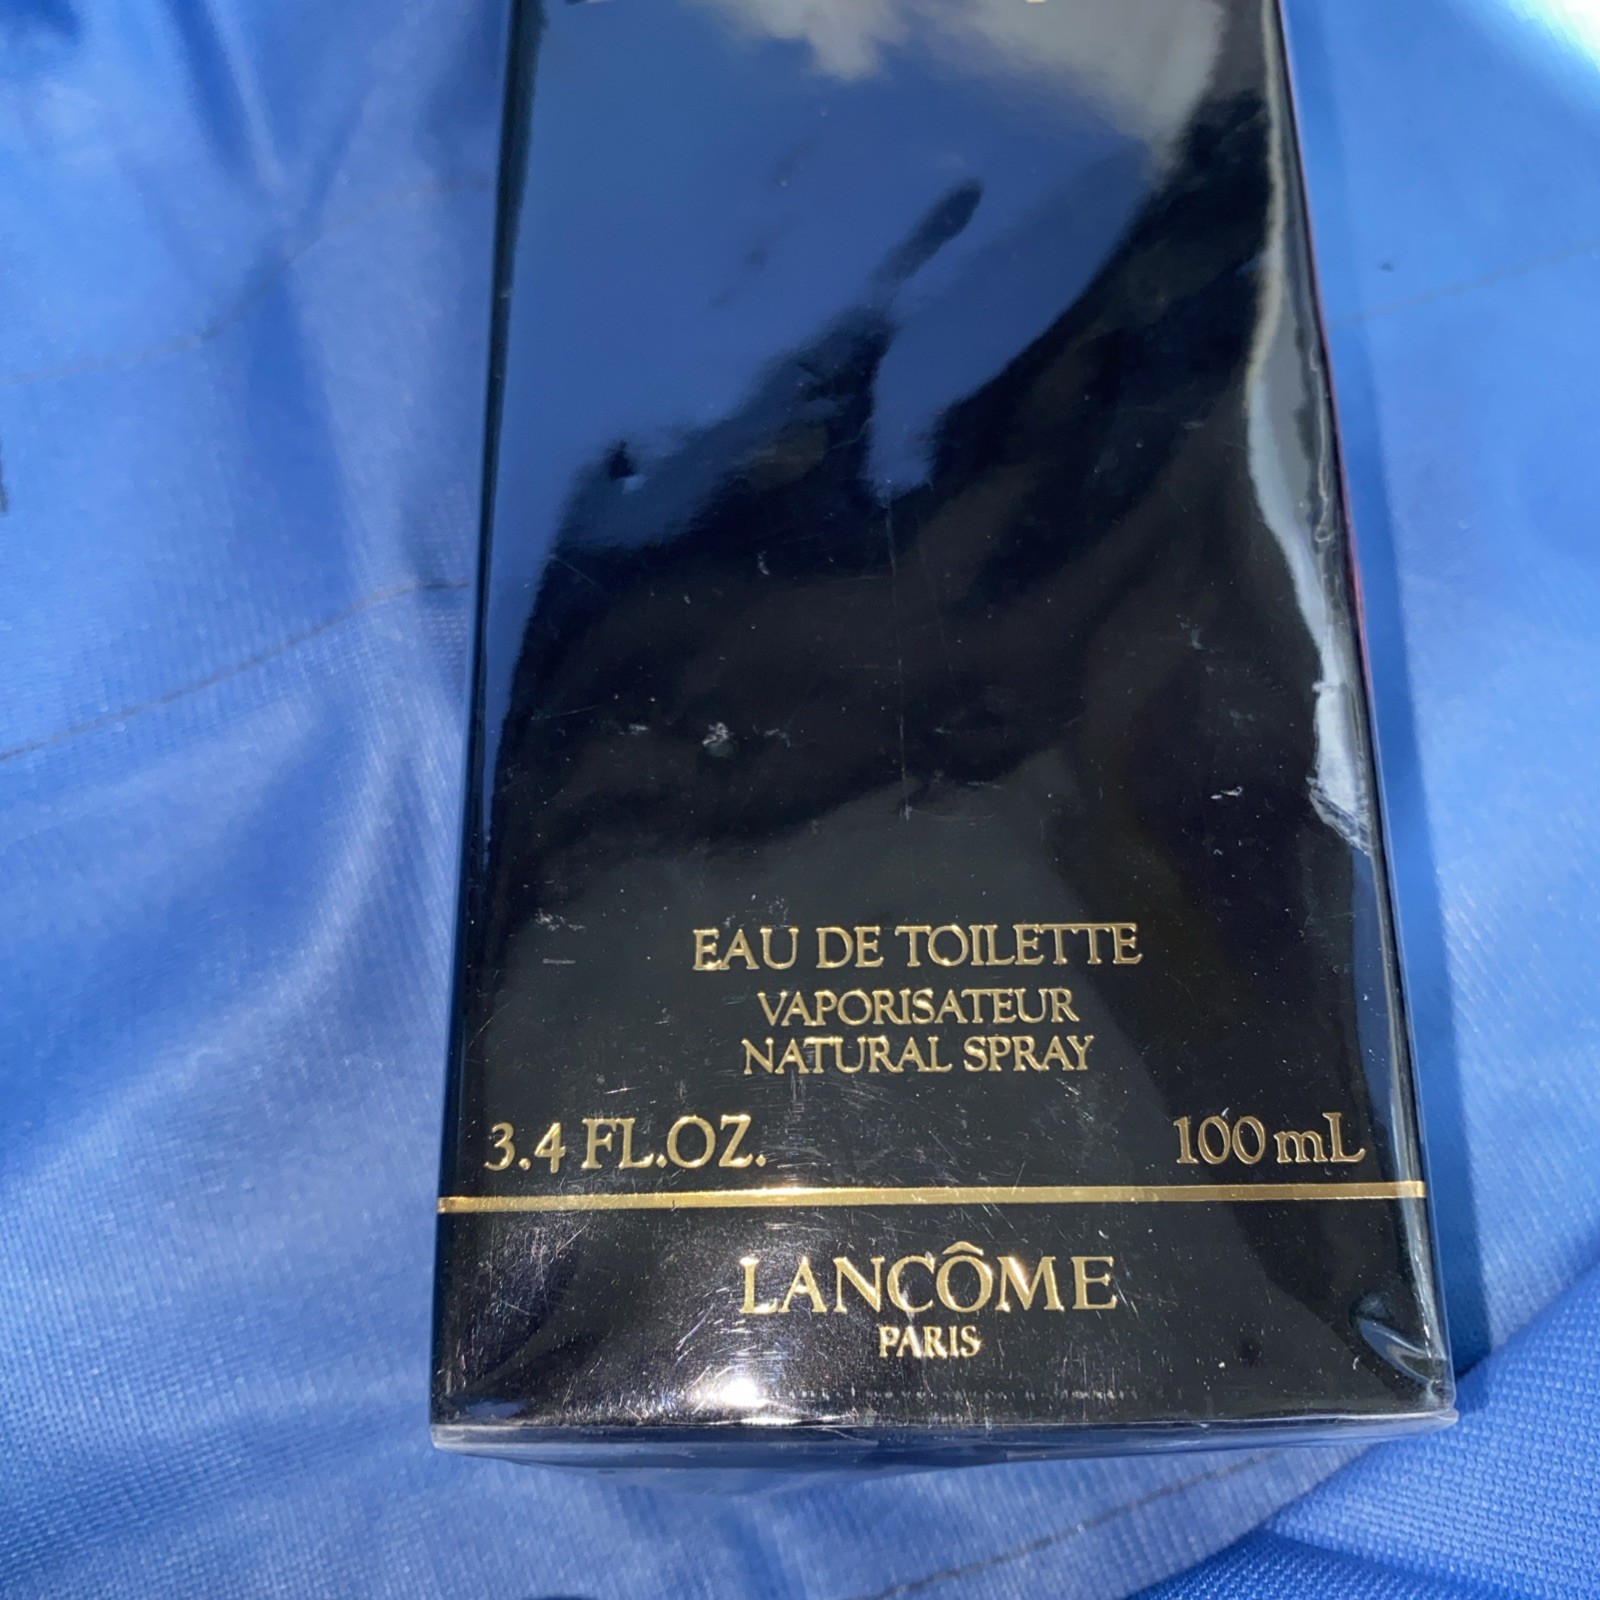 EAU DE TOILETTE
VAPORISATEUR
NATURAL SPRAY
3.4 FL.OZ. 100 mL
LANCÔME
PARIS